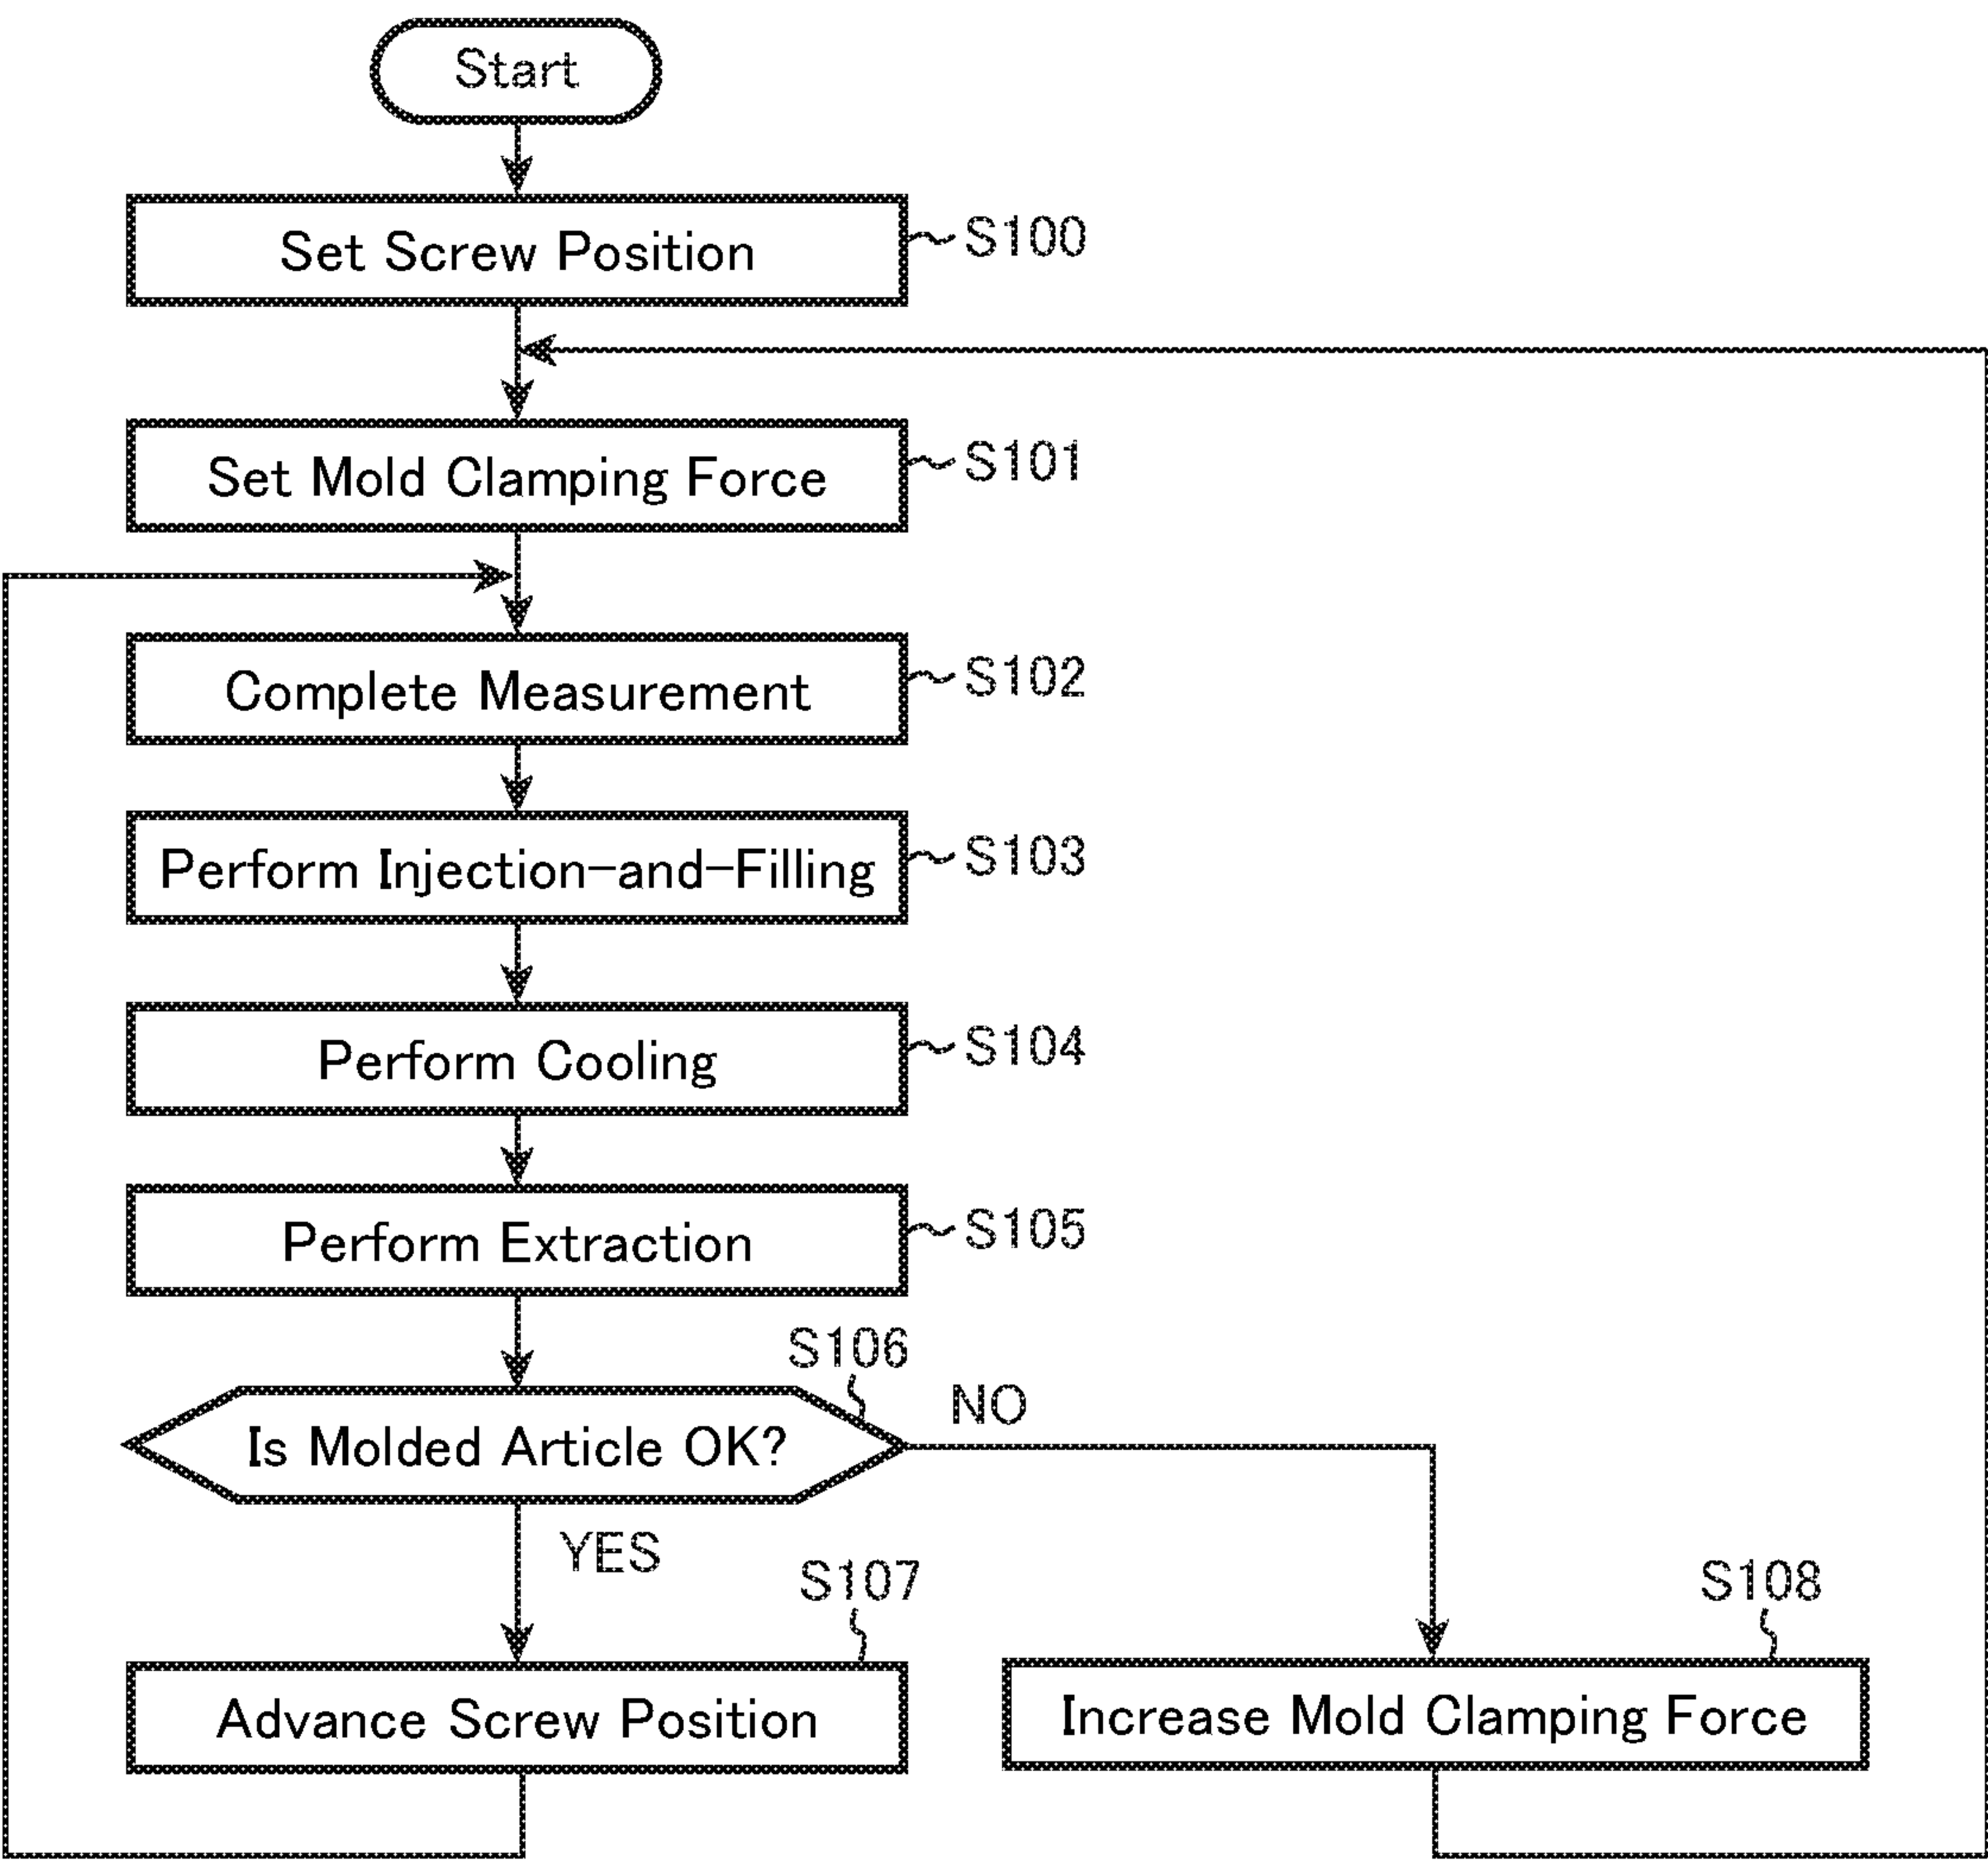 Start
Set Screw Position
S100
Set Mold Clamping Force
S101
Complete Measurement
S102
Perform Injection-and-Filling
S103
Perform Cooling
S104
Perform Extraction
S105
S106
Is Molded Article OK?
NO
YES
S107
Advance Screw Position
S108
Increase Mold Clamping Force